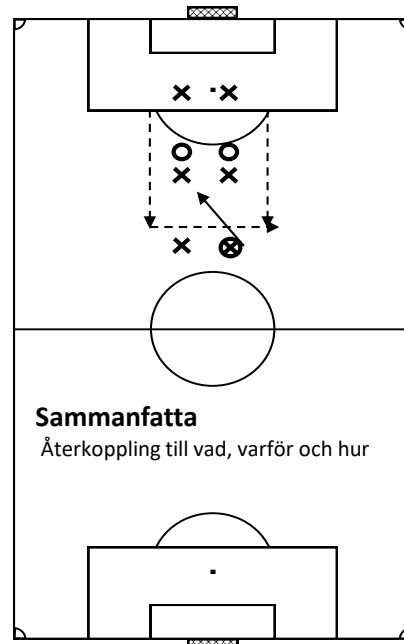 Sammanfatta
Återkoppling till vad, varför och hur